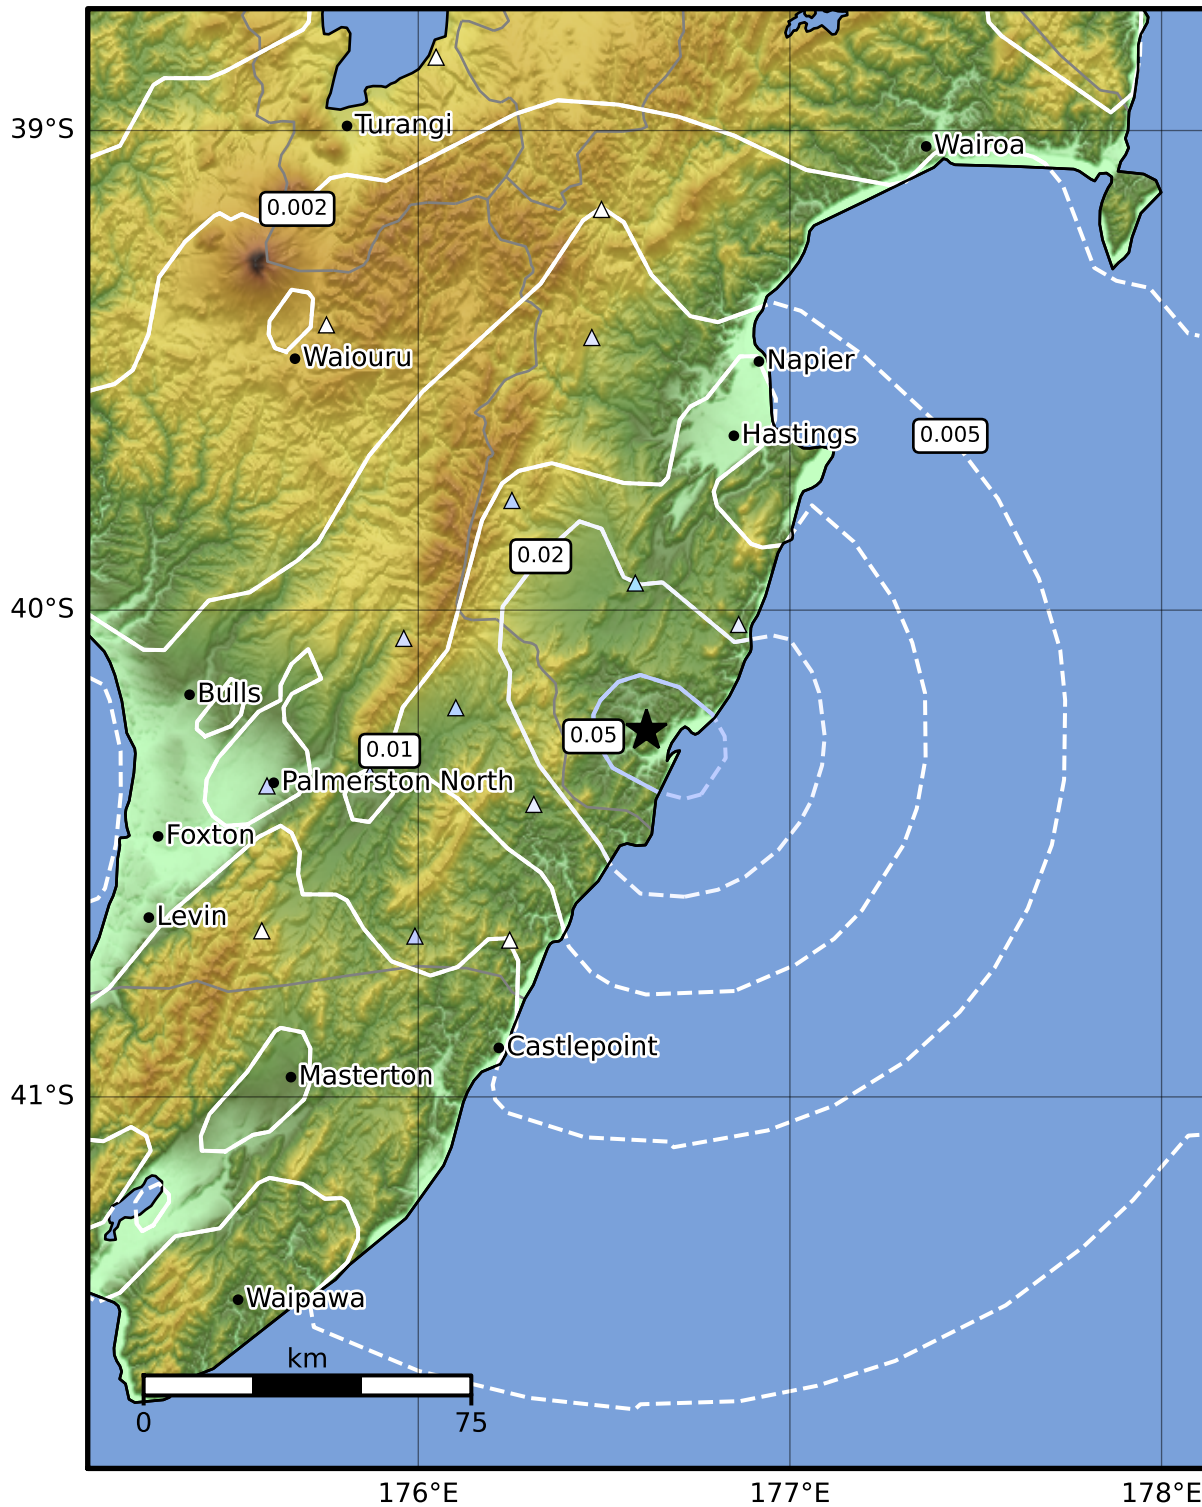 39°S
Turangi
Wairoa
0.002
Waiouru
Napier
Hastings
0.005
0.02
40°S
Bulls
0.05
0.01
Palmerston North
Foxton
Levin
Castlepoint
Masterton
41°S
Waipawa
km
0 75
176°E 177°E 178°E